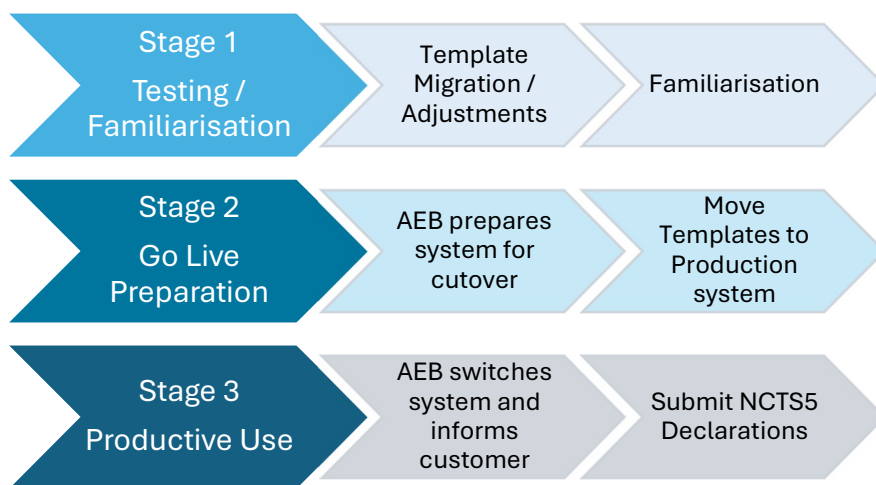 Stage 1
Testing /
Familiarisation
Template
Migration /
Adjustments
Familiarisation
Stage 2
Go Live
Preparation
AEB prepares
system for
cutover
Move
Templates to
Production
system
Stage 3
Productive Use
AEB switches
system and
informs
customer
Submit NCTS5
Declarations